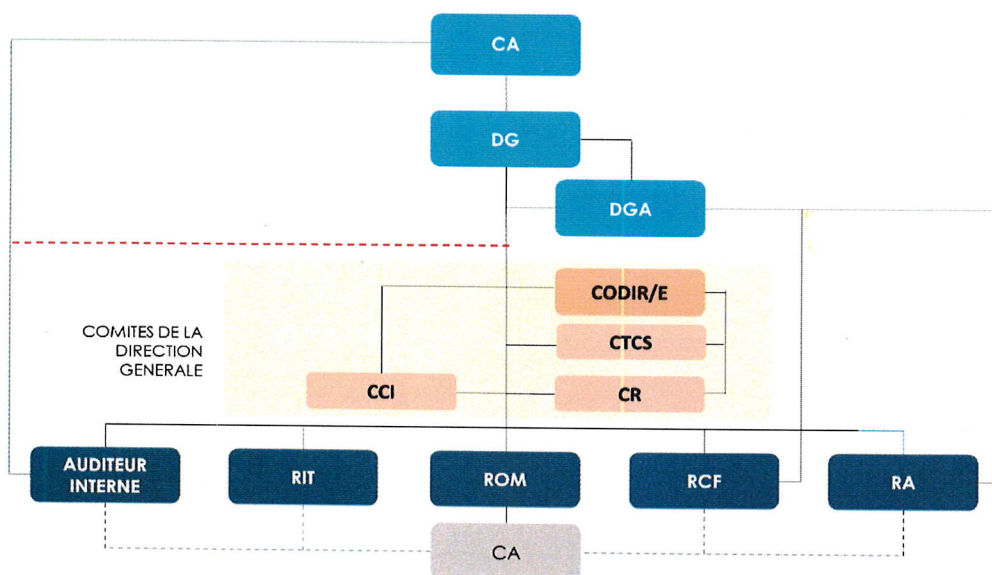 CA
DG
DGA
CODIR/E
COMITES DE LA
DIRECTION
GENERALE
CTCS
CCI
CR
AUDITEUR
INTERNE
RIT
ROM
RCF
RA
CA